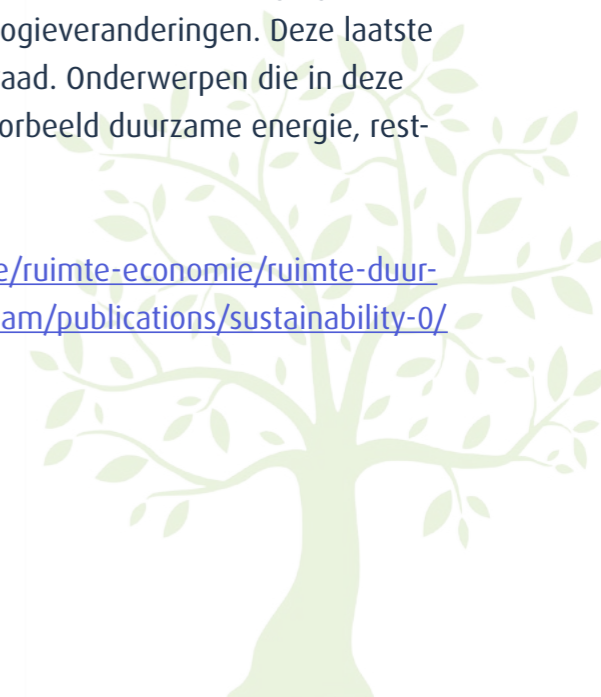 ogieveranderingen. Deze laatste
aad. Onderwerpen die in deze
orbeeld duurzame energie, rest-
e/ruimte-economie/ruimte-duur-
am/publications/sustainability-0/